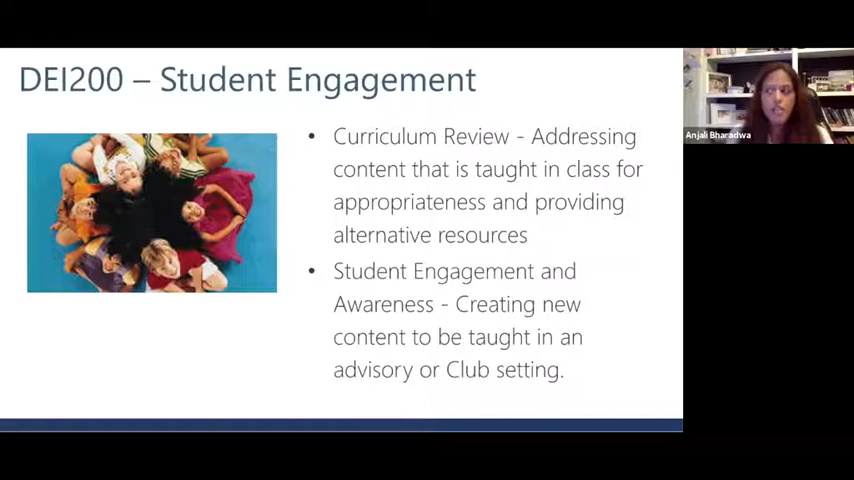 DEI200 – Student Engagement
• Curriculum Review - Addressing
content that is taught in class for
appropriateness and providing
alternative resources
• Student Engagement and
Awareness - Creating new
content to be taught in an
advisory or Club setting.
Anjali Bharadwa